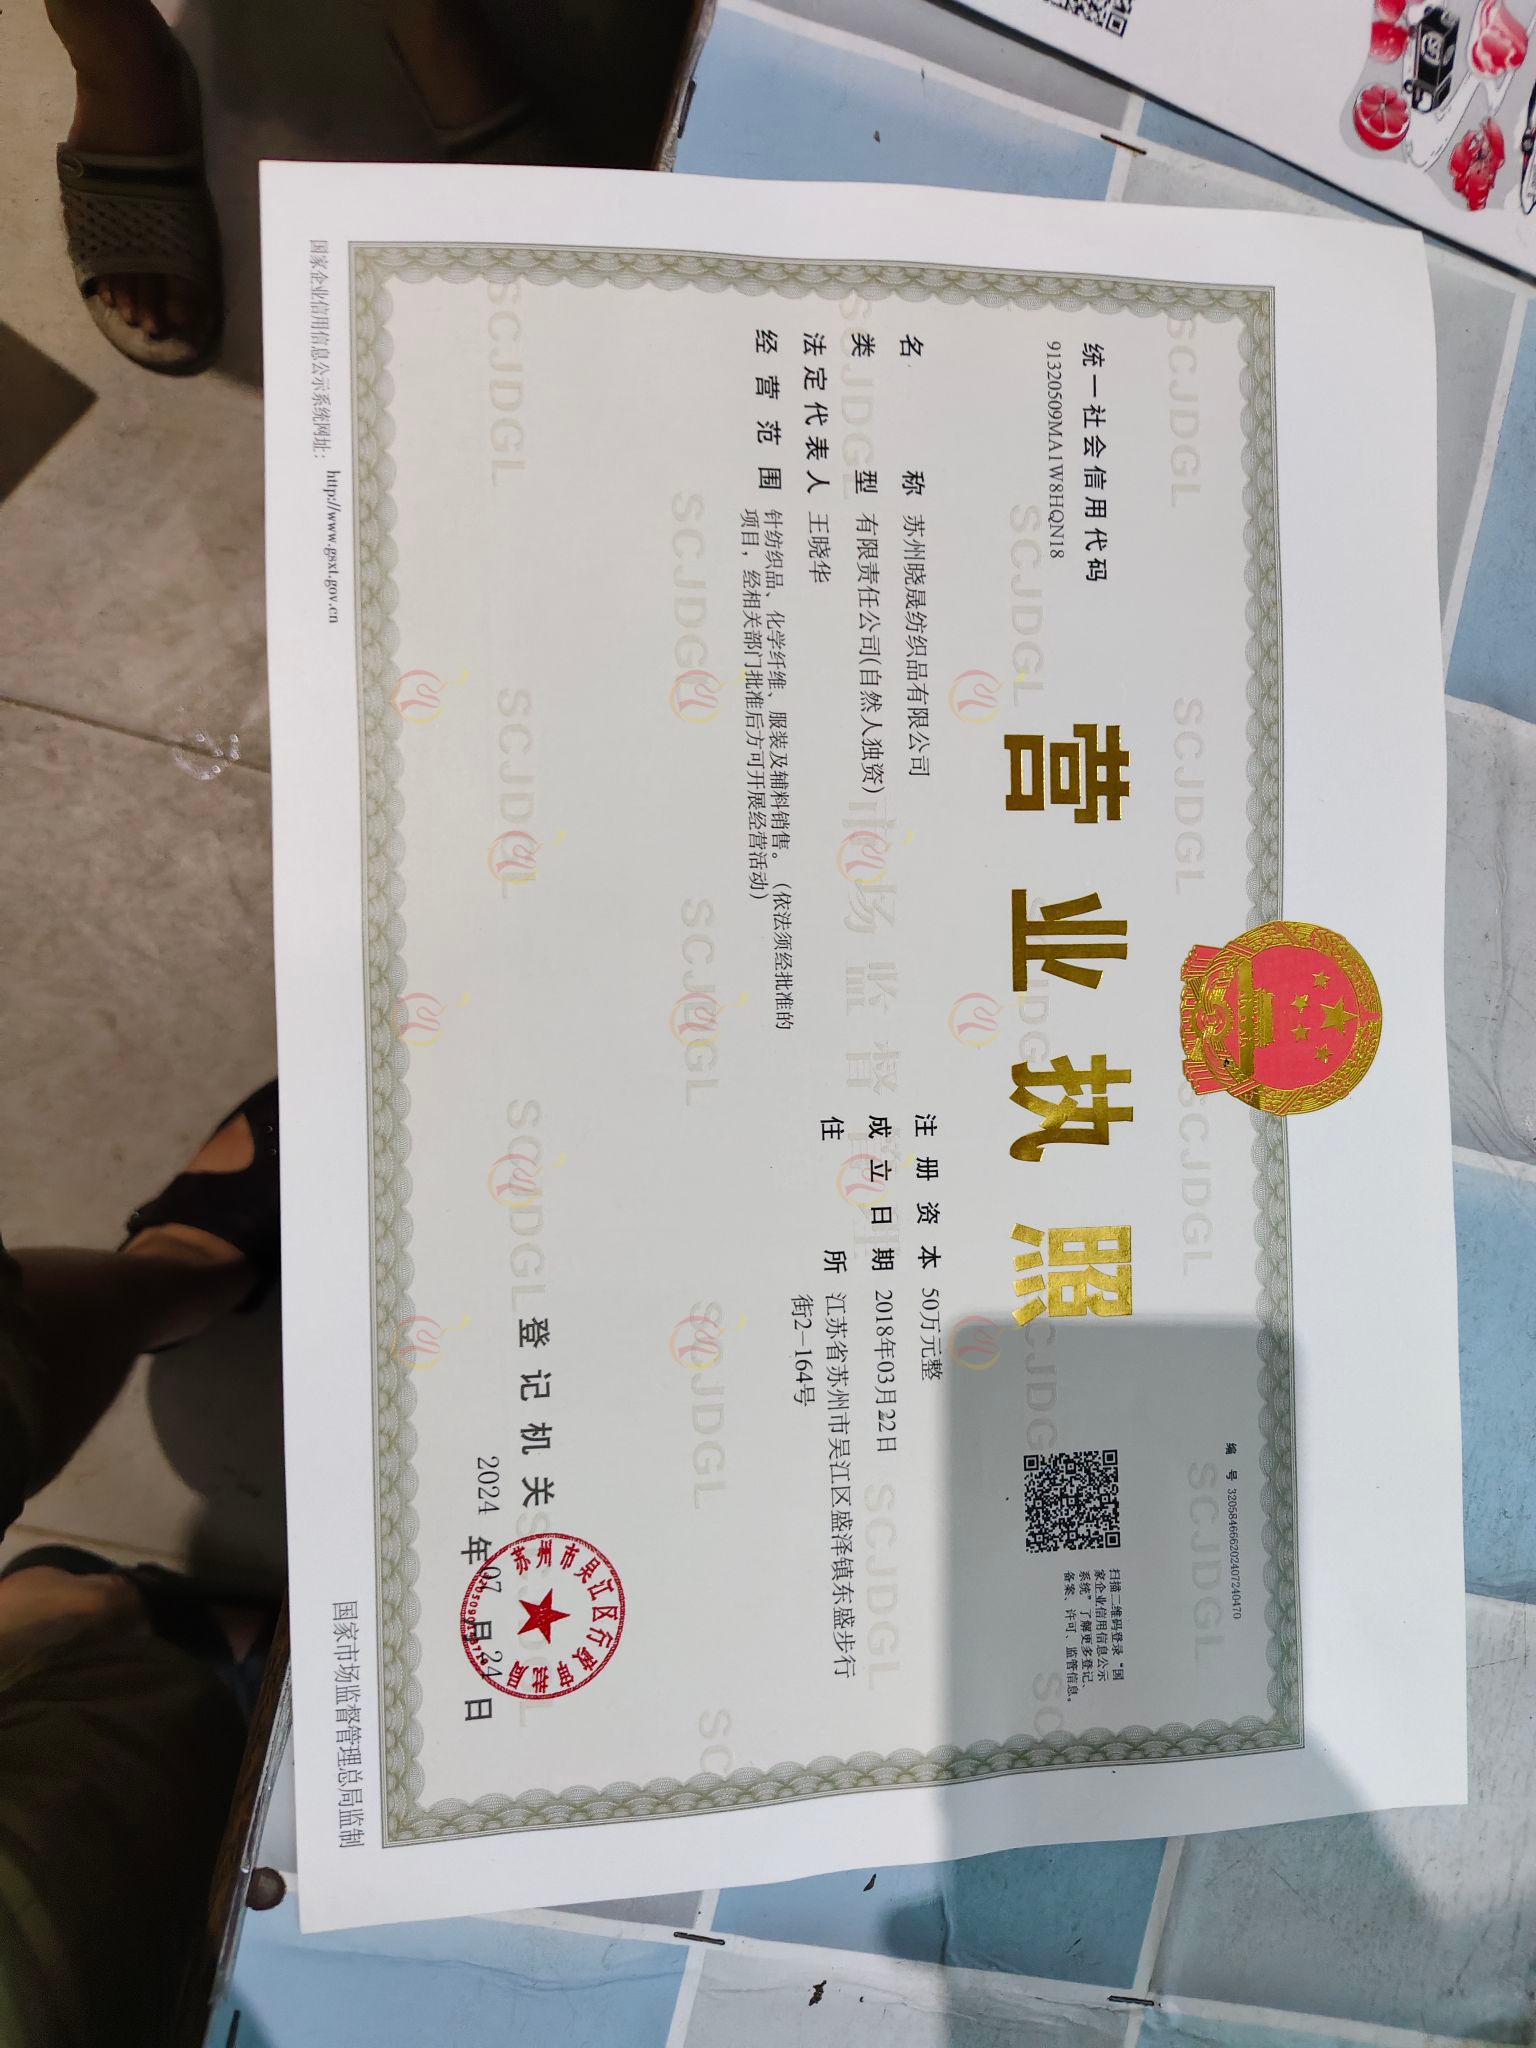 编 号 320584666202407240470
统一社会信用代码
91320509MA1W8HQN18
营业执照
扫描二维码登录“国
家企业信用信息公示
系统”了解更多登记、
备案、许可、监管信息。
名 称 苏州晓晟纺织品有限公司
类 型 有限责任公司(自然人独资)
法定代表人 王晓华
经营范围 针纺织品、化学纤维、服装及辅料销售。（依法须经批准的
项目，经相关部门批准后方可开展经营活动）
注册资本 50万元整
成立日期 2018年03月22日
住 所 江苏省苏州市吴江区盛泽镇东盛步行
街2-164号
登记机关
苏州市吴江区行政审批局
2024 年 07 月 24 日
国家企业信用信息公示系统网址： http://www.gsxt.gov.cn
国家市场监督管理总局监制
SCJDGL
市场监督管理